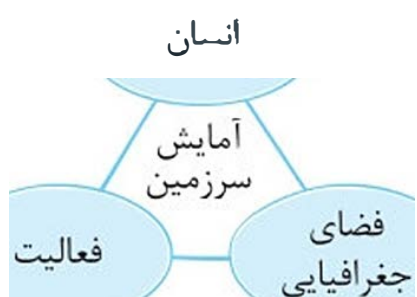 انسان
آمایش
سرزمین
فضای
جغرافیایی
فعالیت